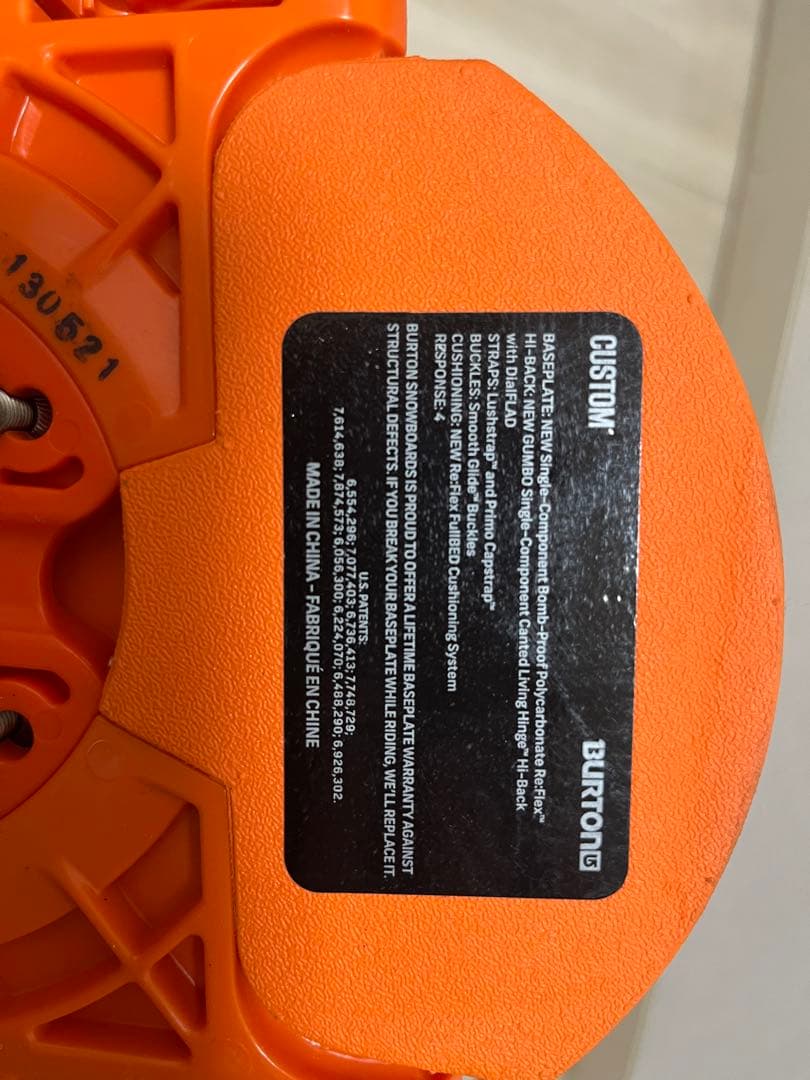 CUSTOM™
BURTON
BASEPLATE: NEW Single-Component Bomb-Proof Polycarbonate Re:Flex™
HI-BACK: NEW GUMBO Single-Component Canted Living Hinge™ Hi-Back
with DialFLAD
STRAPS: Lushstrap™ and Primo Capstrap™
BUCKLES: Smooth Glide™ Buckles
CUSHIONING: NEW Re:Flex FullBED Cushioning System
RESPONSE: 4
BURTON SNOWBOARDS IS PROUD TO OFFER A LIFETIME BASEPLATE WARRANTY AGAINST
STRUCTURAL DEFECTS. IF YOU BREAK YOUR BASEPLATE WHILE RIDING, WE'LL REPLACE IT.
U.S. PATENTS:
6,554,296; 7,077,403; 6,736,413; 7,748,729;
7,614,638; 7,874,573; 6,056,300; 6,224,070; 6,488,290; 6,926,302.
MADE IN CHINA - FABRIQUÉ EN CHINE
130521